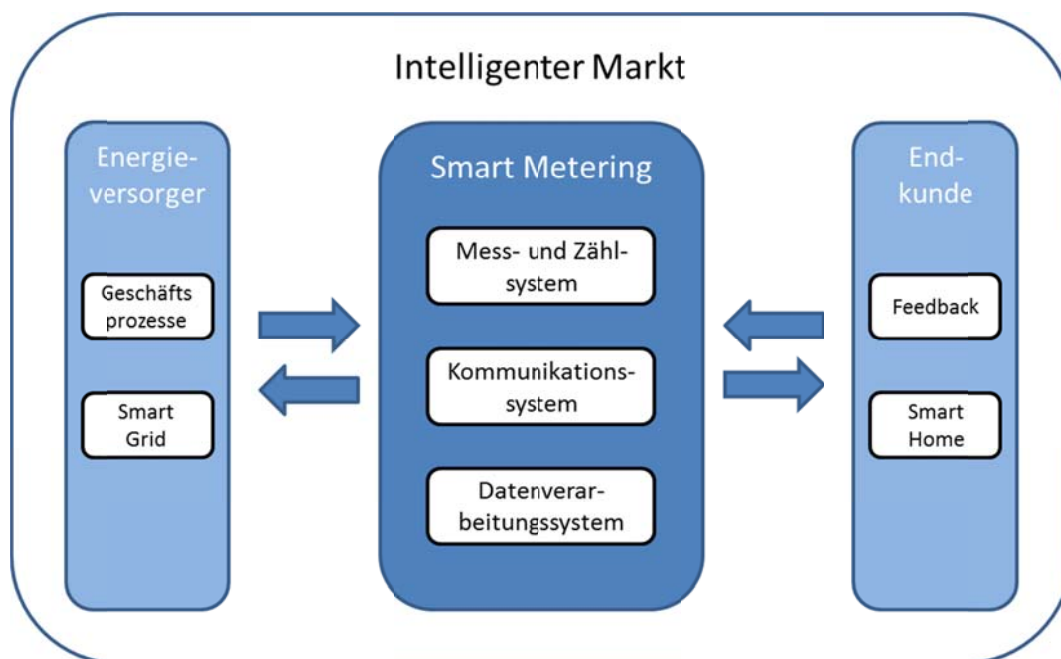 Intelligenter Markt
Energie-
versorger
Geschäfts
prozesse
Smart
Grid
Smart Metering
Mess- und Zähl-
system
Kommunikations-
system
Datenverar-
beitungssystem
End-
kunde
Feedback
Smart
Home